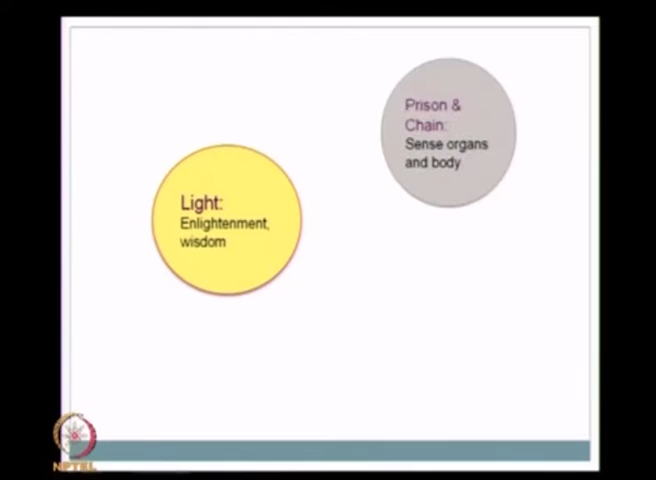 Prison &
Chain:
Sense organs
and body
Light:
Enlightenment,
wisdom
NPTEL